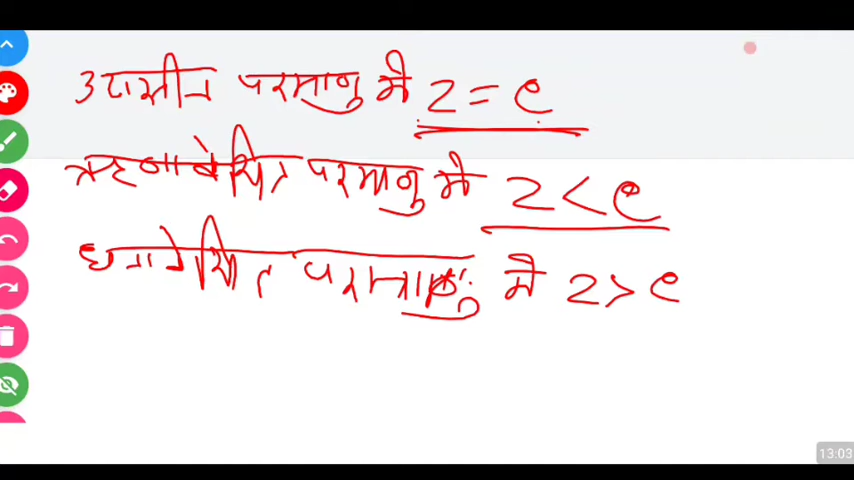 उदासीन परमाणु में Z = e
ऋणावेशित परमाणु में Z < e
धनावेशित परमाणु में Z > e
13:03